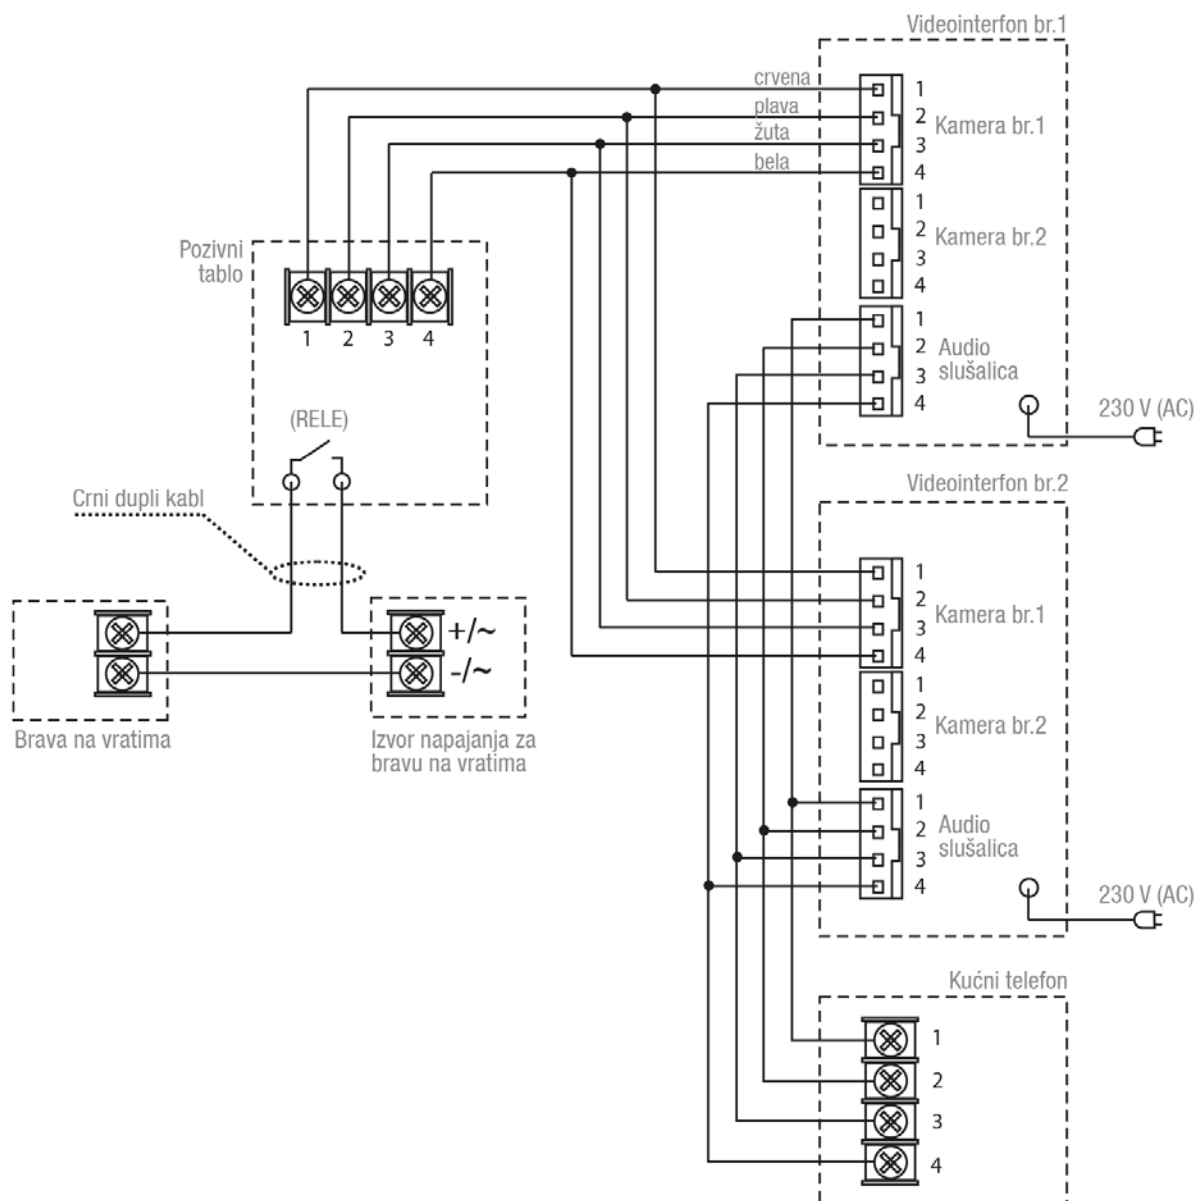 Videointerfon br.1
crvena
plava
žuta
bela
1
2
3
4
Kamera br.1
1
2
3
4
Kamera br.2
1
2
3
4
Audio
slušalica
230 V (AC)
Pozivni
tablo
1 2 3 4
(RELE)
Crni dupli kabl
+/~
-/~
Brava na vratima
Izvor napajanja za
bravu na vratima
Videointerfon br.2
1
2
3
4
Kamera br.1
1
2
3
4
Kamera br.2
1
2
3
4
Audio
slušalica
230 V (AC)
Kućni telefon
1
2
3
4